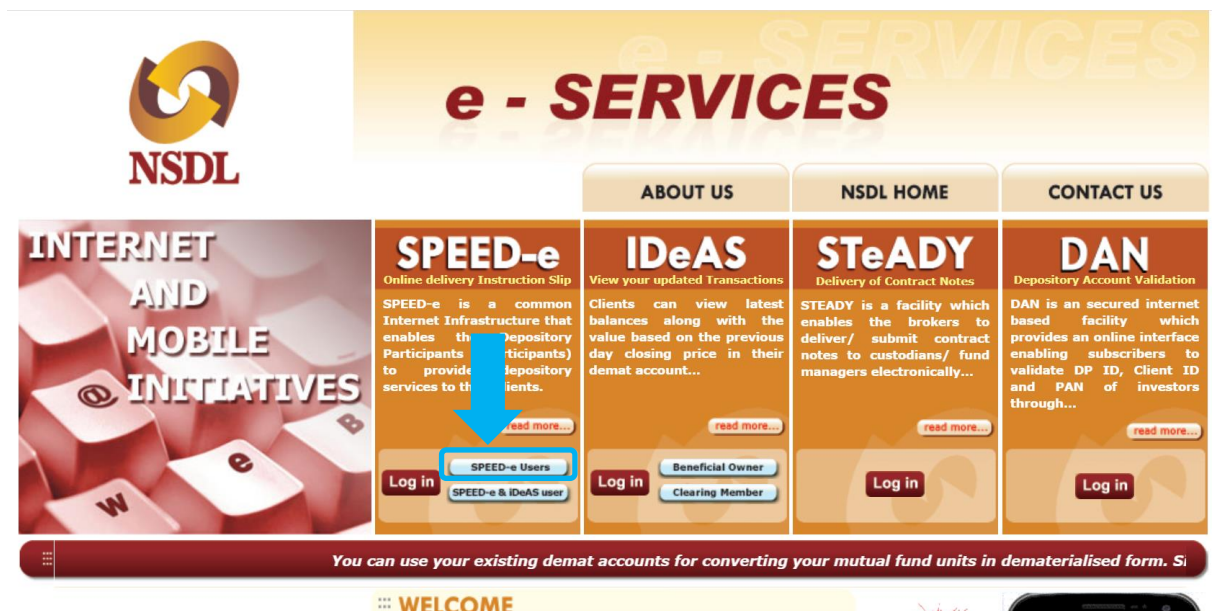 e - SERVICES
e - SERVICES
NSDL
ABOUT US
NSDL HOME
CONTACT US
INTERNET
AND
MOBILE
INITIATIVES
@
e
B
w
SPEED-e
Online delivery Instruction Slip
SPEED-e is a common
Internet Infrastructure that
enables the Depository
Participants
to provide depository
services to
read more...)
Log in
SPEED-e Users
SPEED-e & iDeAS user
IDeAS
View your updated Transactions
Clients can view latest
balances along with the
value based on the previous
day closing price in their
demat account...
read more...)
Log in
Beneficial Owner
Clearing Member
STeADY
Delivery of Contract Notes
STEADY is a facility which
enables the brokers to
deliver/ submit contract
notes to custodians/ fund
managers electronically...
read more...)
Log in
DAN
Depository Account Validation
DAN is an secured internet
based facility which
provides an online interface
enabling subscribers to
validate DP ID, Client ID
and PAN of investors
through...
read more...)
Log in
You can use your existing demat accounts for converting your mutual fund units in dematerialised form.
WELCOME